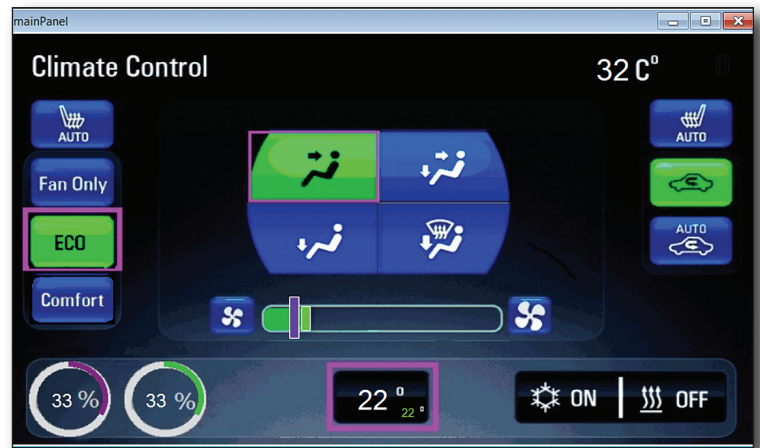 mainPanel
Climate Control
32 C°
AUTO
AUTO
Fan Only
ECO
AUTO
Comfort
33 %
33 %
22 °
22 °
ON
OFF